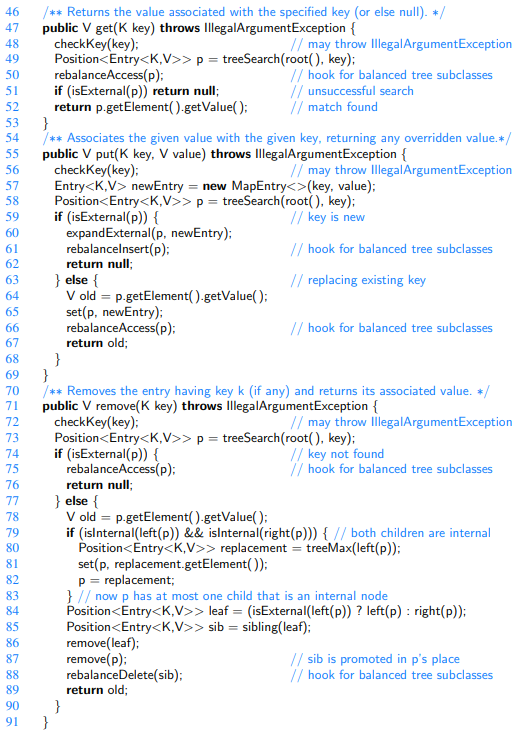 46 /** Returns the value associated with the specified key (or else null). */
47 public V get(K key) throws IllegalArgumentException {
48 checkKey(key); // may throw IllegalArgumentException
49 Position<Entry<K,V>> p = treeSearch(root( ), key);
50 rebalanceAccess(p); // hook for balanced tree subclasses
51 if (isExternal(p)) return null; // unsuccessful search
52 return p.getElement( ).getValue( ); // match found
53 }
54 /** Associates the given value with the given key, returning any overridden value.*/
55 public V put(K key, V value) throws IllegalArgumentException {
56 checkKey(key); // may throw IllegalArgumentException
57 Entry<K,V> newEntry = new MapEntry<>(key, value);
58 Position<Entry<K,V>> p = treeSearch(root( ), key);
59 if (isExternal(p)) { // key is new
60 expandExternal(p, newEntry);
61 rebalanceInsert(p); // hook for balanced tree subclasses
62 return null;
63 } else { // replacing existing key
64 V old = p.getElement( ).getValue( );
65 set(p, newEntry);
66 rebalanceAccess(p); // hook for balanced tree subclasses
67 return old;
68 }
69 }
70 /** Removes the entry having key k (if any) and returns its associated value. */
71 public V remove(K key) throws IllegalArgumentException {
72 checkKey(key); // may throw IllegalArgumentException
73 Position<Entry<K,V>> p = treeSearch(root( ), key);
74 if (isExternal(p)) { // key not found
75 rebalanceAccess(p); // hook for balanced tree subclasses
76 return null;
77 } else {
78 V old = p.getElement( ).getValue( );
79 if (isInternal(left(p)) && isInternal(right(p))) { // both children are internal
80 Position<Entry<K,V>> replacement = treeMax(left(p));
81 set(p, replacement.getElement( ));
82 p = replacement;
83 } // now p has at most one child that is an internal node
84 Position<Entry<K,V>> leaf = (isExternal(left(p)) ? left(p) : right(p));
85 Position<Entry<K,V>> sib = sibling(leaf);
86 remove(leaf);
87 remove(p); // sib is promoted in p's place
88 rebalanceDelete(sib); // hook for balanced tree subclasses
89 return old;
90 }
91 }